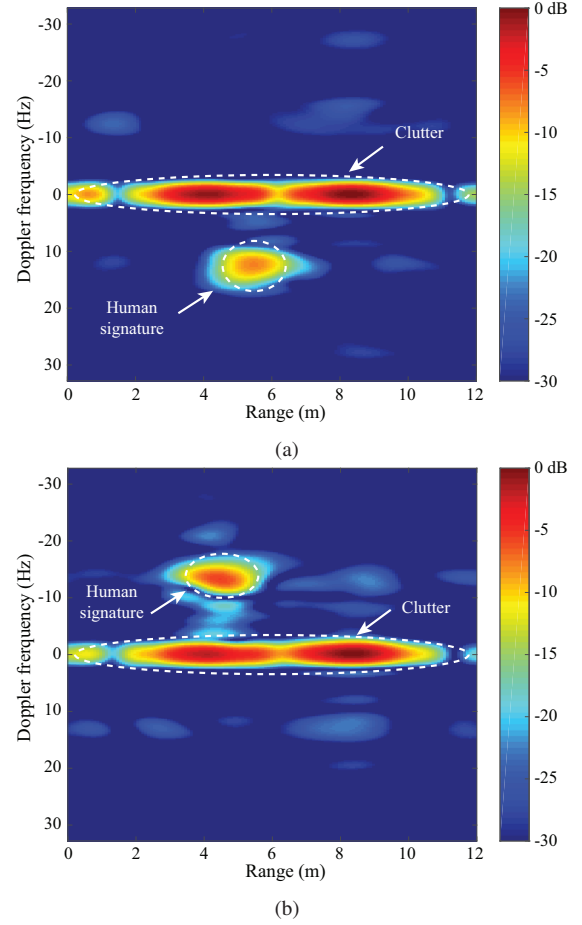 0 dB
-30
-20
-10
0
10
20
30
Doppler frerquency (Hz)
Clutter
Human
signature
-5
-10
-15
-20
-25
-30
0 2 4 6 8 10 12
Range (m)
(a)
0 dB
-30
-20
-10
0
10
20
30
Doppler frerquency (Hz)
Human
signature
Clutter
-5
-10
-15
-20
-25
-30
0 2 4 6 8 10 12
Range (m)
(b)